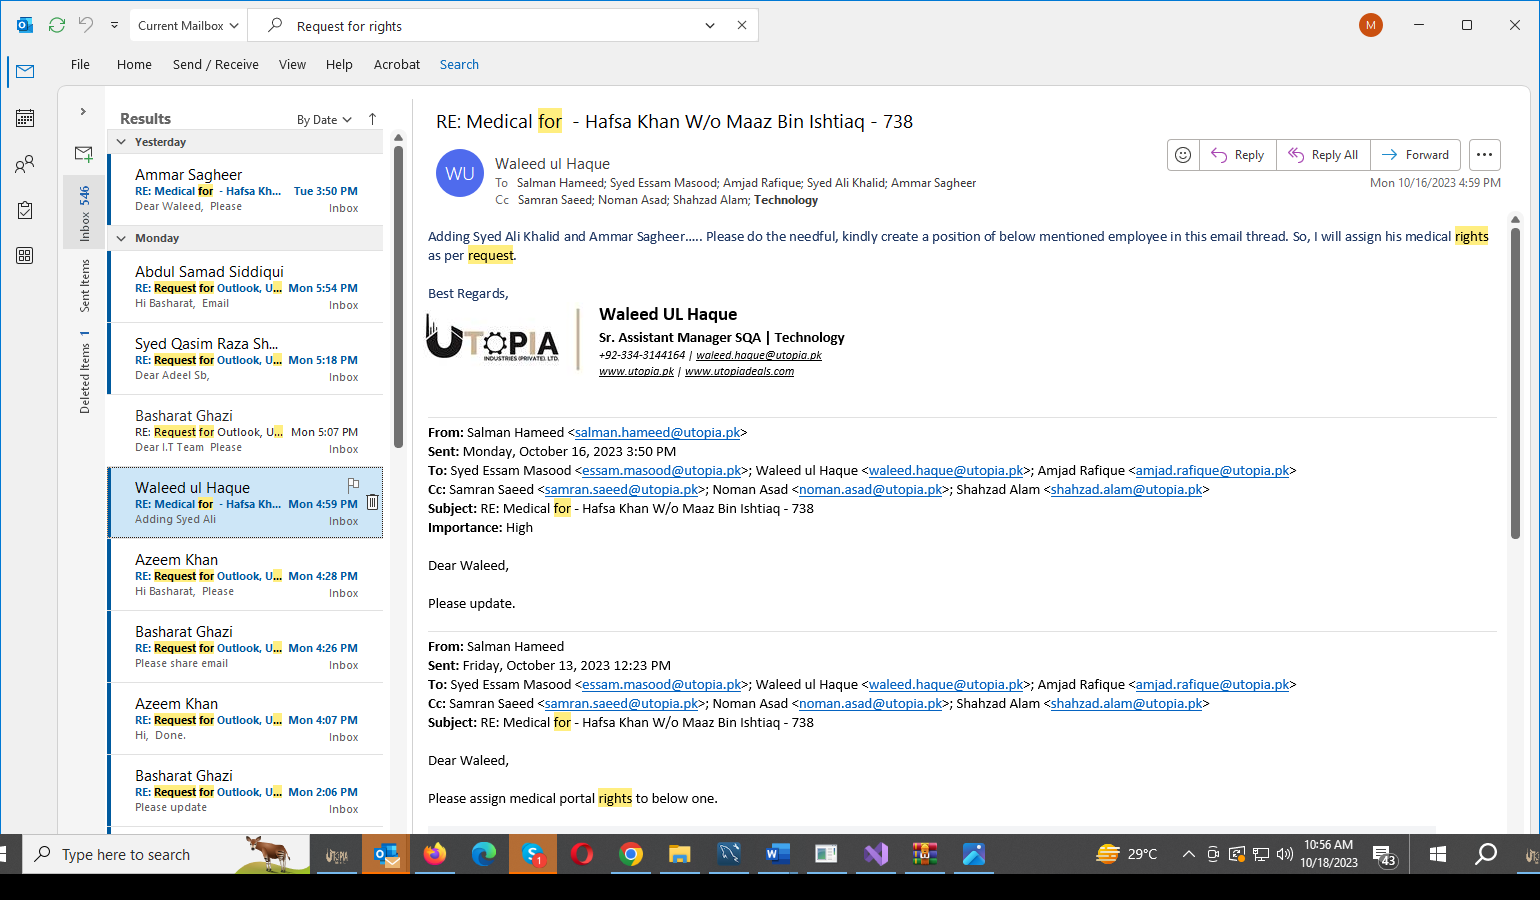 Current Mailbox
Request for rights
M
File Home Send / Receive View Help Acrobat Search
Results
By Date
Yesterday
Ammar Sagheer
RE: Medical for - Hafsa Kh... Tue 3:50 PM
Dear Waleed, Please Inbox
Monday
Abdul Samad Siddiqui
RE: Request for Outlook, U... Mon 5:54 PM
Hi Basharat, Email Inbox
Syed Qasim Raza Sh...
RE: Request for Outlook, U... Mon 5:18 PM
Dear Adeel Sb, Inbox
Basharat Ghazi
RE: Request for Outlook, U... Mon 5:07 PM
Dear I.T Team Please Inbox
Waleed ul Haque
RE: Medical for - Hafsa Kh... Mon 4:59 PM
Adding Syed Ali Inbox
Azeem Khan
RE: Request for Outlook, U... Mon 4:28 PM
Hi Basharat, Please Inbox
Basharat Ghazi
RE: Request for Outlook, U... Mon 4:26 PM
Please share email Inbox
Azeem Khan
RE: Request for Outlook, U... Mon 4:07 PM
Hi, Done. Inbox
Basharat Ghazi
RE: Request for Outlook, U... Mon 2:06 PM
Please update Inbox
Inbox 546
Sent Items
Deleted Items 1
RE: Medical for - Hafsa Khan W/o Maaz Bin Ishtiaq - 738
WU
Waleed ul Haque
To Salman Hameed; Syed Essam Masood; Amjad Rafique; Syed Ali Khalid; Ammar Sagheer
Cc Samran Saeed; Noman Asad; Shahzad Alam; Technology
Reply Reply All Forward
Mon 10/16/2023 4:59 PM
Adding Syed Ali Khalid and Ammar Sagheer..... Please do the needful, kindly create a position of below mentioned employee in this email thread. So, I will assign his medical rights
as per request.
Best Regards,
UTOPIA
INDUSTRIES (PRIVATE). LTD.
Waleed UL Haque
Sr. Assistant Manager SQA | Technology
+92-334-3144164 | waleed.haque@utopia.pk
www.utopia.pk | www.utopiadeals.com
From: Salman Hameed <salman.hameed@utopia.pk>
Sent: Monday, October 16, 2023 3:50 PM
To: Syed Essam Masood <essam.masood@utopia.pk>; Waleed ul Haque <waleed.haque@utopia.pk>; Amjad Rafique <amjad.rafique@utopia.pk>
Cc: Samran Saeed <samran.saeed@utopia.pk>; Noman Asad <noman.asad@utopia.pk>; Shahzad Alam <shahzad.alam@utopia.pk>
Subject: RE: Medical for - Hafsa Khan W/o Maaz Bin Ishtiaq - 738
Importance: High
Dear Waleed,
Please update.
From: Salman Hameed
Sent: Friday, October 13, 2023 12:23 PM
To: Syed Essam Masood <essam.masood@utopia.pk>; Waleed ul Haque <waleed.haque@utopia.pk>; Amjad Rafique <amjad.rafique@utopia.pk>
Cc: Samran Saeed <samran.saeed@utopia.pk>; Noman Asad <noman.asad@utopia.pk>; Shahzad Alam <shahzad.alam@utopia.pk>
Subject: RE: Medical for - Hafsa Khan W/o Maaz Bin Ishtiaq - 738
Dear Waleed,
Please assign medical portal rights to below one.
Type here to search
UTOPIA
1
29°C
10:56 AM
10/18/2023
43